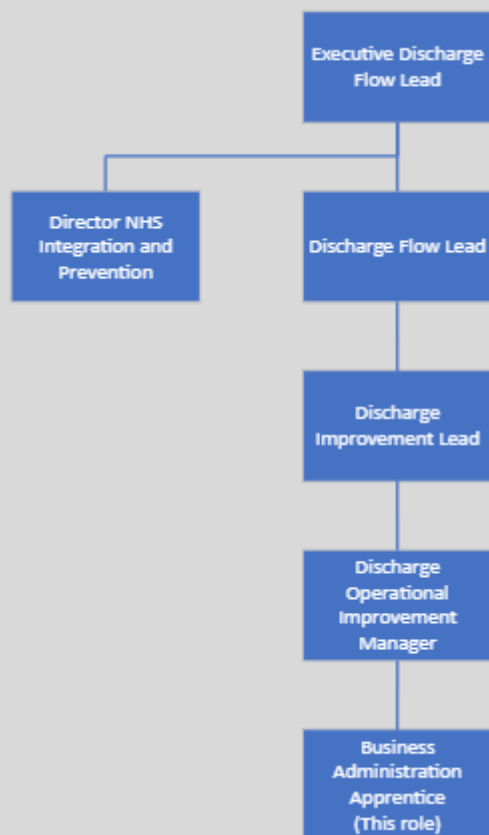 Executive Discharge
Flow Lead
Director NHS
Integration and
Prevention
Discharge Flow Lead
Discharge
Improvement Lead
Discharge
Operational
Improvement
Manager
Business
Administration
Apprentice
(This role)